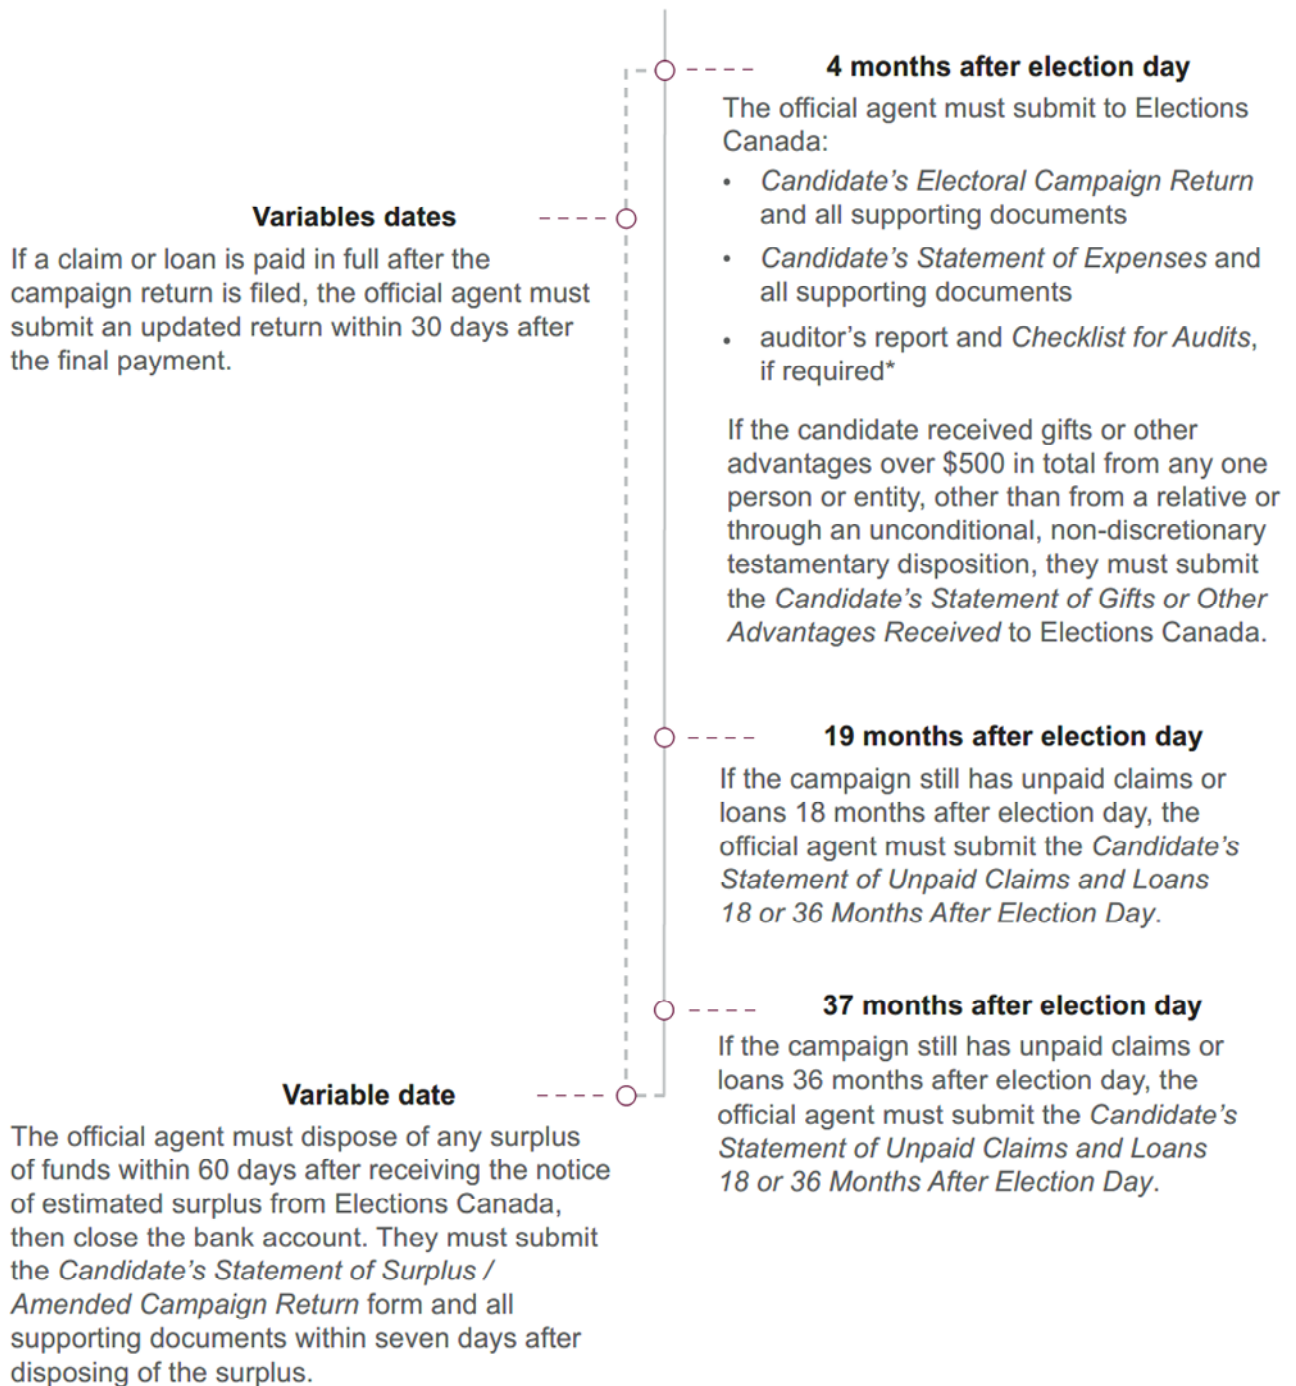 4 months after election day
The official agent must submit to Elections
Canada:
• Candidate’s Electoral Campaign Return
and all supporting documents
• Candidate’s Statement of Expenses and
all supporting documents
• auditor’s report and Checklist for Audits,
if required*
If the candidate received gifts or other
advantages over $500 in total from any one
person or entity, other than from a relative or
through an unconditional, non-discretionary
testamentary disposition, they must submit
the Candidate’s Statement of Gifts or Other
Advantages Received to Elections Canada.
Variables dates
If a claim or loan is paid in full after the
campaign return is filed, the official agent must
submit an updated return within 30 days after
the final payment.
19 months after election day
If the campaign still has unpaid claims or
loans 18 months after election day, the
official agent must submit the Candidate’s
Statement of Unpaid Claims and Loans
18 or 36 Months After Election Day.
37 months after election day
If the campaign still has unpaid claims or
loans 36 months after election day, the
official agent must submit the Candidate’s
Statement of Unpaid Claims and Loans
18 or 36 Months After Election Day.
Variable date
The official agent must dispose of any surplus
of funds within 60 days after receiving the notice
of estimated surplus from Elections Canada,
then close the bank account. They must submit
the Candidate’s Statement of Surplus /
Amended Campaign Return form and all
supporting documents within seven days after
disposing of the surplus.